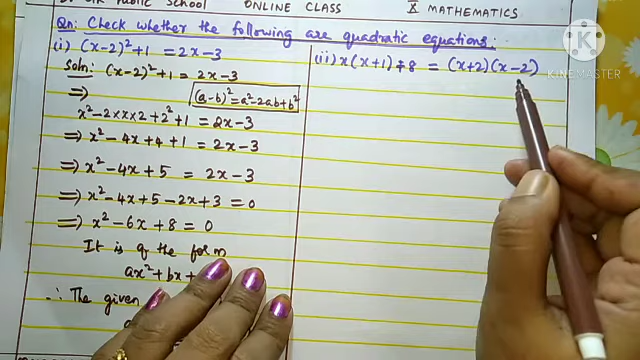 Public School ONLINE CLASS X MATHEMATICS
Qn: Check whether the following are quadratic equations:
(i) (x-2)²+1 = 2x-3
Soln: (x-2)²+1 = 2x-3
⇒ (a-b)²=a²-2ab+b²
x²-2×x×2+2²+1 = 2x-3
⇒ x²-4x+4+1 = 2x-3
⇒ x²-4x+5 = 2x-3
⇒ x²-4x+5-2x+3 = 0
⇒ x²-6x+8 = 0
It is of the form
ax²+bx+
∴ The given
(ii) x(x+1)+8 = (x+2)(x-2)
KINEMASTER